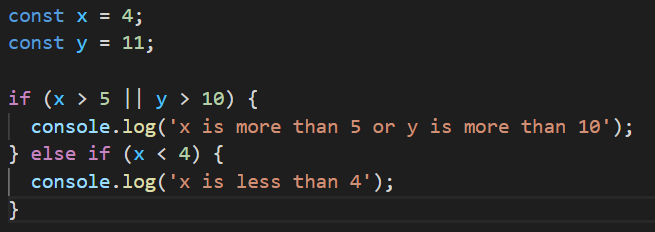 const x = 4;
const y = 11;

if (x > 5 || y > 10) {
  console.log('x is more than 5 or y is more than 10');
} else if (x < 4) {
  console.log('x is less than 4');
}